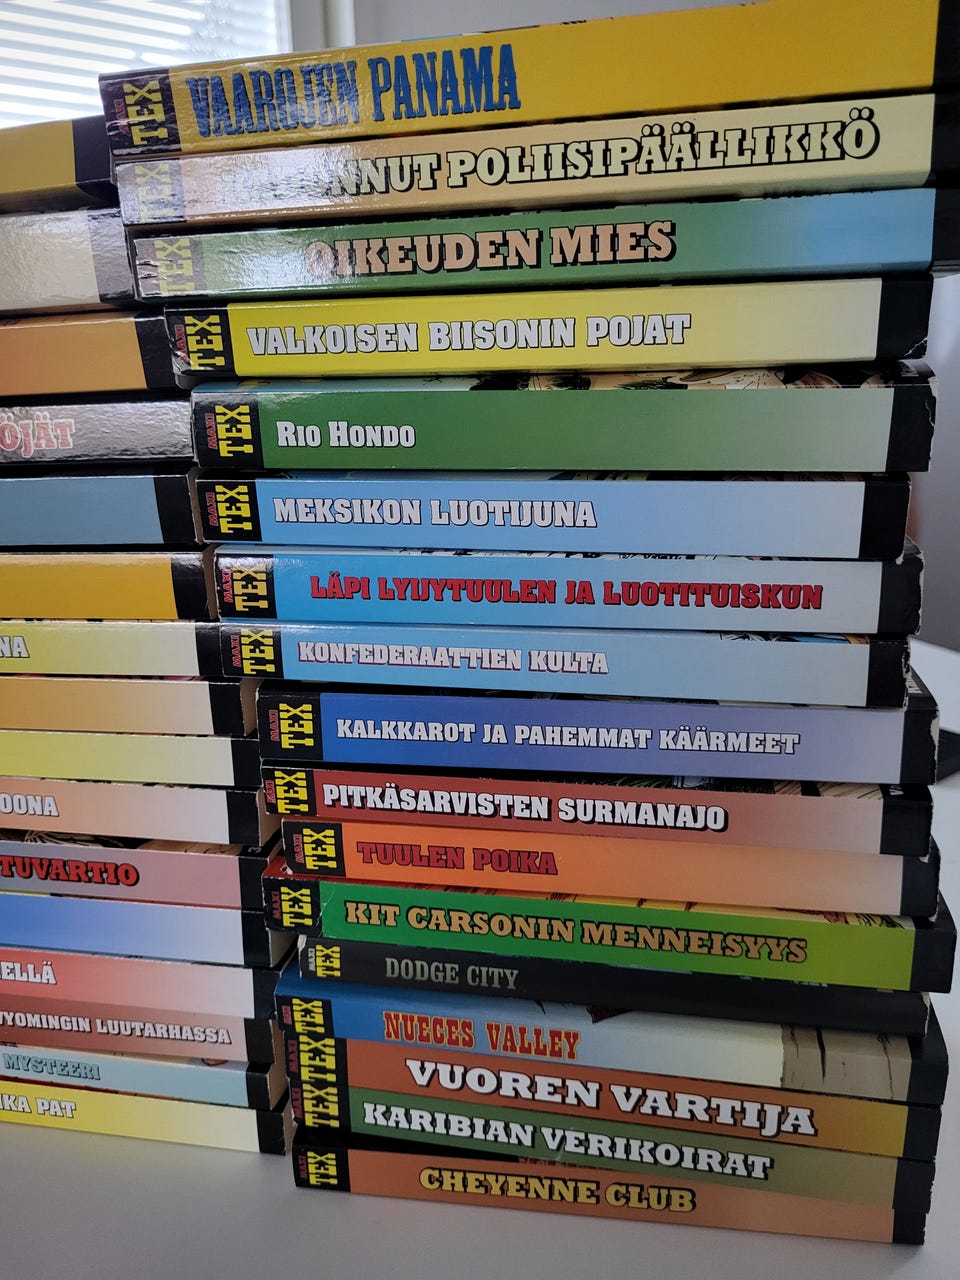 MAXI TEX VAAROJEN PANAMA
TEX NNUT POLIISIPÄÄLLIKKÖ
TEX OIKEUDEN MIES
MAXI TEX VALKOISEN BIISONIN POJAT
MAXI TEX RIO HONDO
MAXI TEX MEKSIKON LUOTIJUNA
MAXI TEX LÄPI LYIJYTUULEN JA LUOTITUISKUN
MAXI TEX KONFEDERAATTIEN KULTA
MAXI TEX KALKKAROT JA PAHEMMAT KÄÄRMEET
MAXI TEX PITKÄSARVISTEN SURMANAJO
MAXI TEX TUULEN POIKA
MAXI TEX KIT CARSONIN MENNEISYYS
MAXI TEX DODGE CITY
MAXI TEX NUECES VALLEY
MAXI TEX VUOREN VARTIJA
MAXI TEX KARIBIAN VERIKOIRAT
MAXI TEX CHEYENNE CLUB
ÖJÄT
NA
OONA
TUVARTIO
ELLÄ
WYOMINGIN LUUTARHASSA
MYSTEERI
IKA PAT